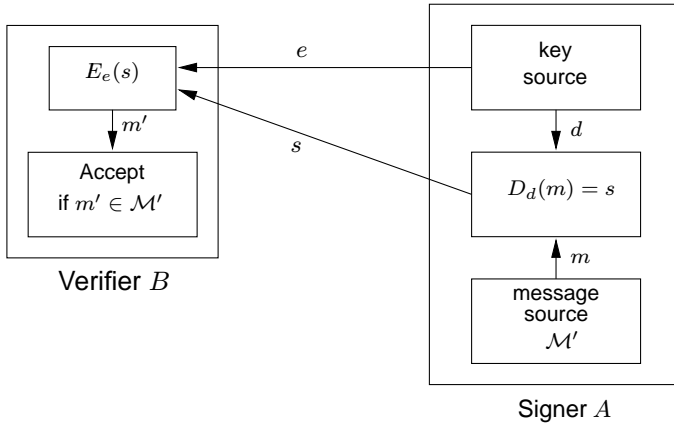 E_e(s)
m′
Accept
if m′ ∈ ℳ′
Verifier B
e
s
key
source
d
D_d(m) = s
m
message
source
ℳ′
Signer A